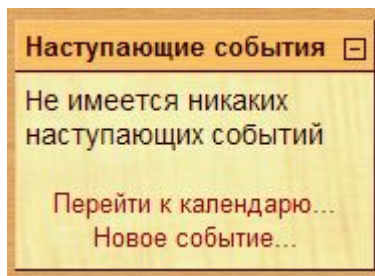 Наступающие события
Не имеется никаких
наступающих событий
Перейти к календарю...
Новое событие...